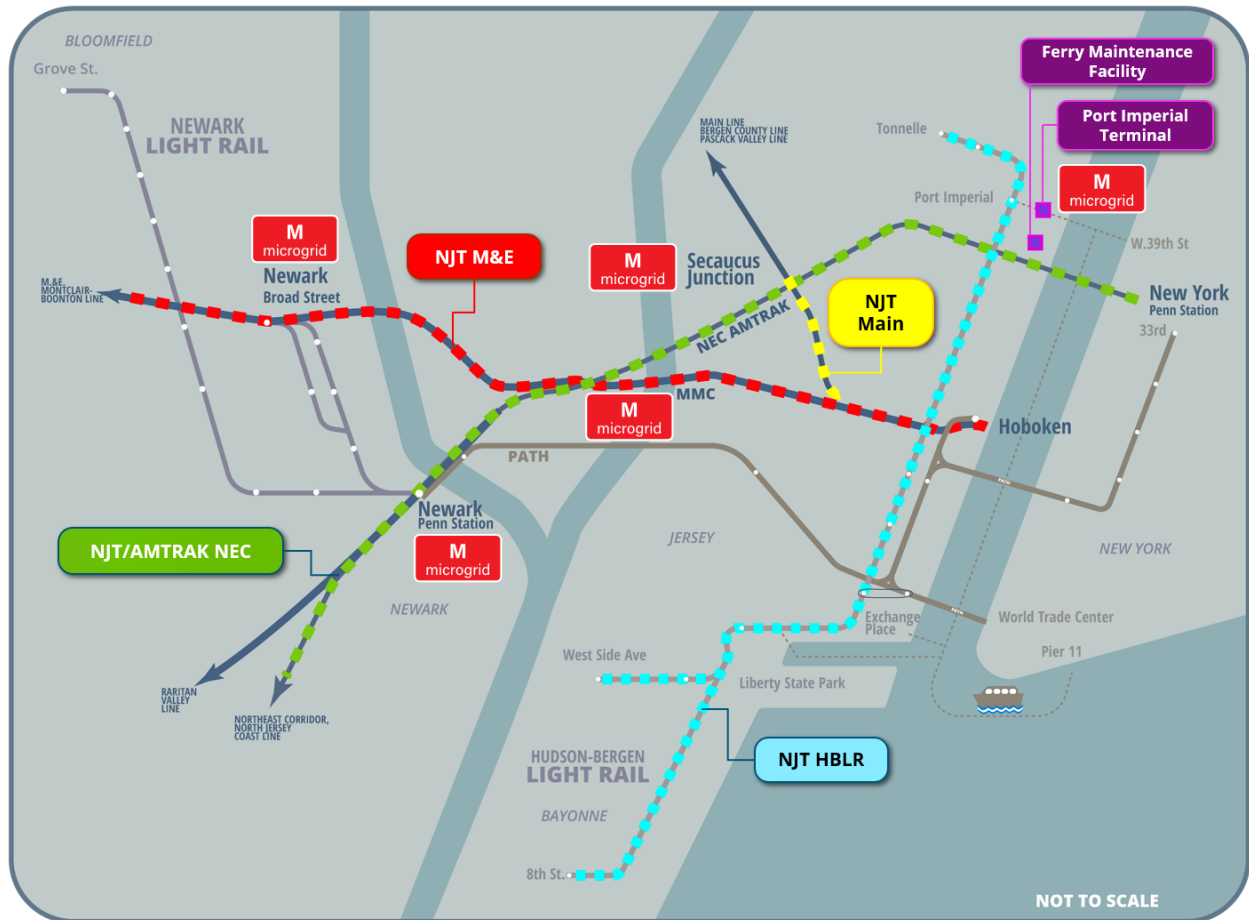 BLOOMFIELD
Grove St.
NEWARK
LIGHT RAIL
MAIN LINE
BERGEN COUNTY LINE
PASCACK VALLEY LINE
Tonnelle
Ferry Maintenance
Facility
Port Imperial
Terminal
M
microgrid
Port Imperial
W.39th St
M
microgrid
Newark
Broad Street
NJT M&E
M
microgrid
Secaucus
Junction
M.&E,
MONTCLAIR-
BOONTON LINE
NJT
Main
New York
Penn Station
33rd
NEC AMTRAK
MMC
M
microgrid
Hoboken
PATH
PATH
Newark
Penn Station
M
microgrid
NJT/AMTRAK NEC
JERSEY
NEW YORK
NEWARK
PATH
Exchange
Place
World Trade Center
Pier 11
West Side Ave
Liberty State Park
RARITAN
VALLEY
LINE
NORTHEAST CORRIDOR,
NORTH JERSEY
COAST LINE
HUDSON-BERGEN
LIGHT RAIL
NJT HBLR
BAYONNE
8th St.
NOT TO SCALE